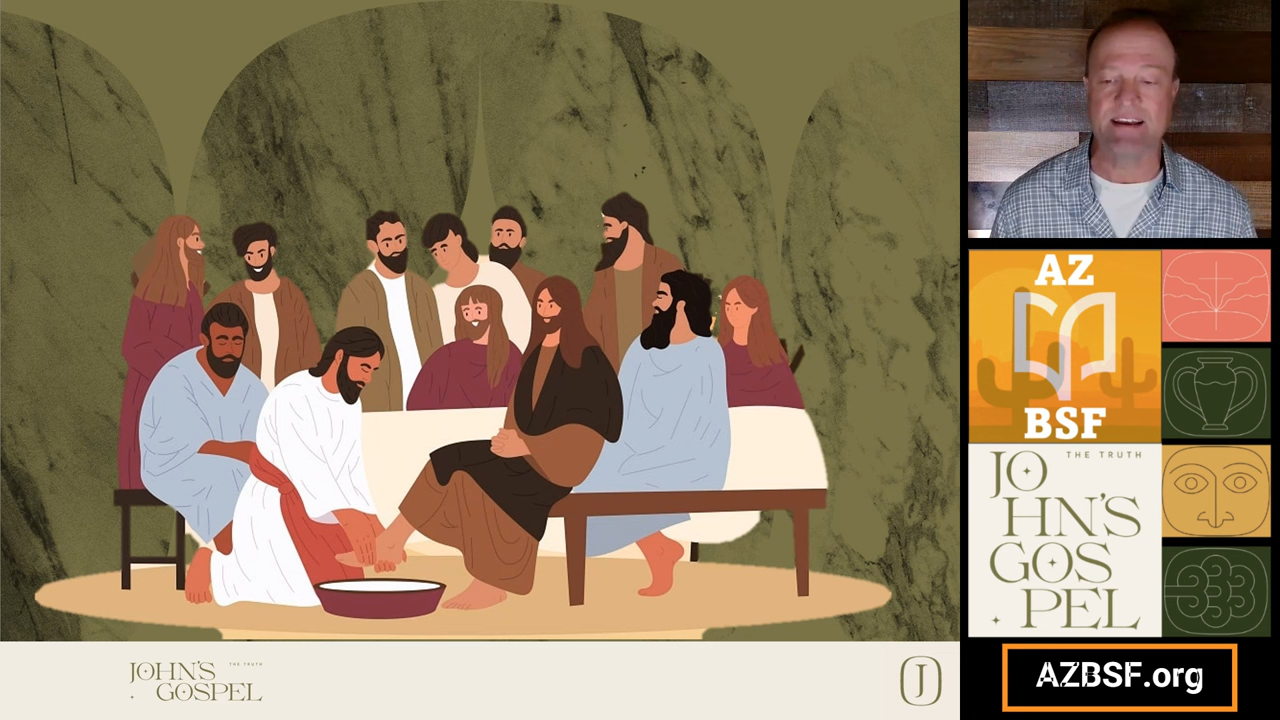 AZ
BSF
THE TRUTH
JO
HN'S
GOS
PEL
AZBSF.org
JOHN'S
THE TRUTH
GOSPEL
J